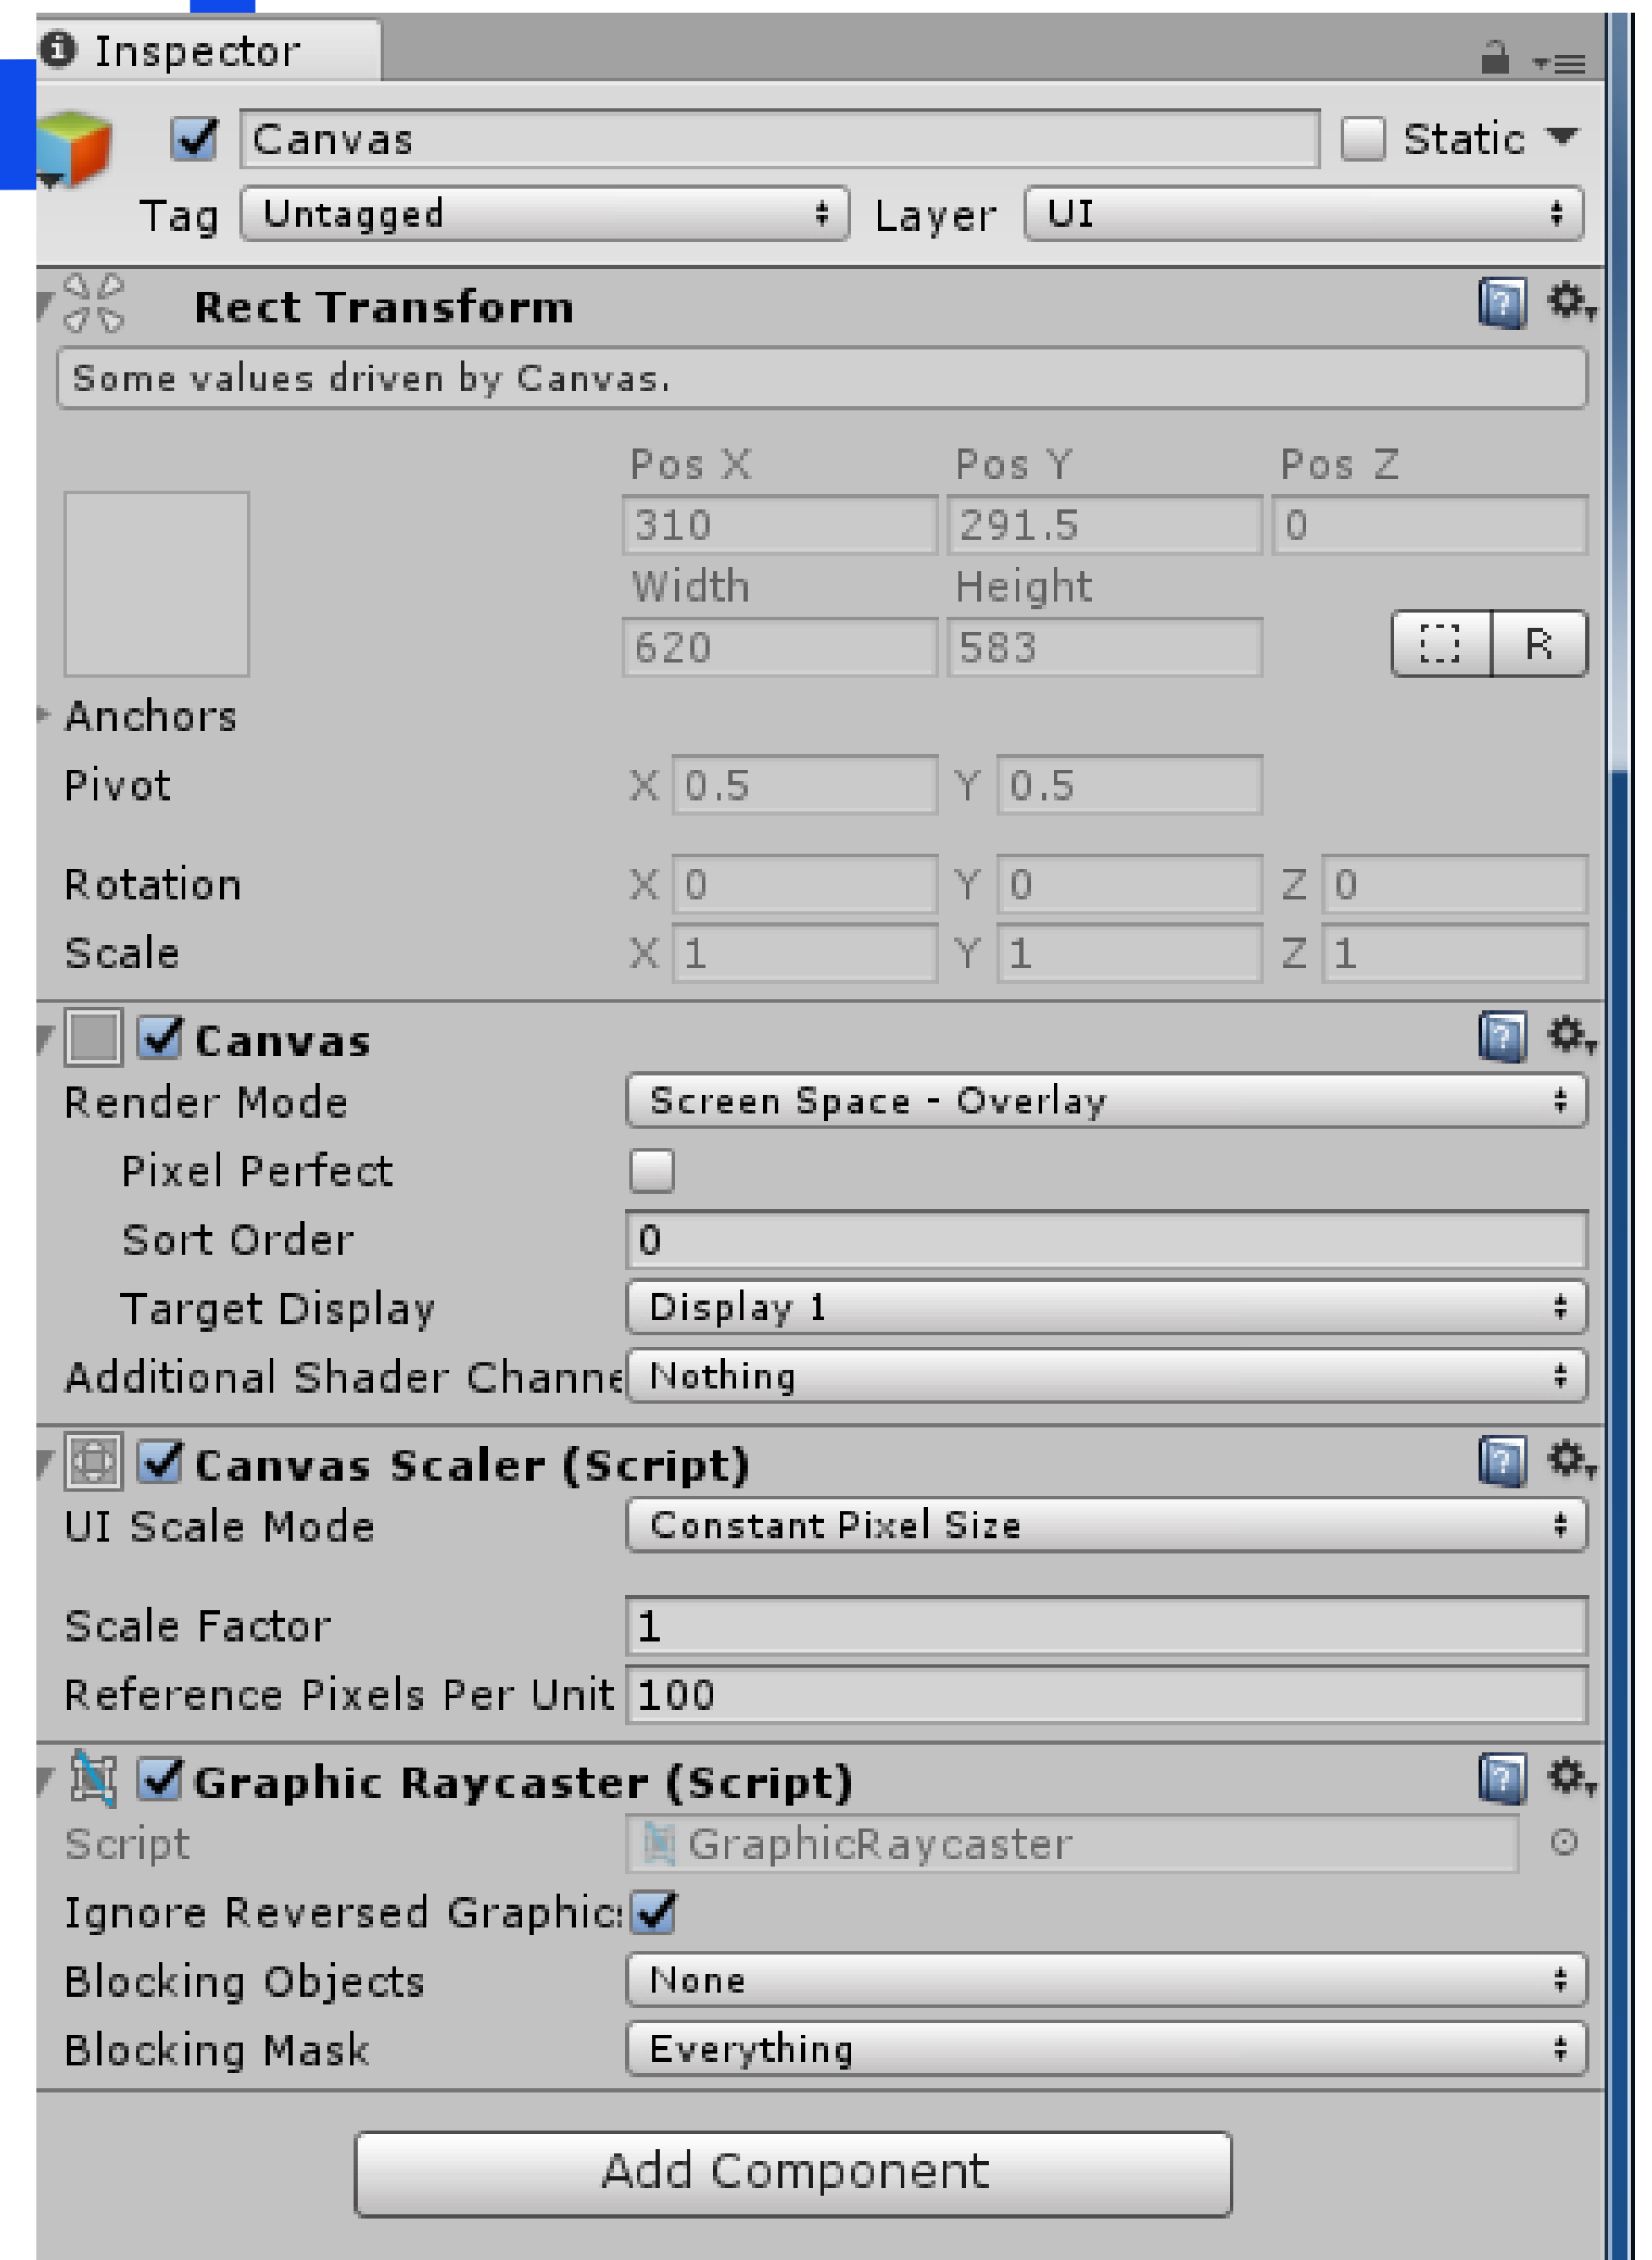 Inspector
Canvas Static
Tag Untagged Layer UI
Rect Transform
Some values driven by Canvas.
Pos X Pos Y Pos Z
310 291.5 0
Width Height
620 583
R
Anchors
Pivot X 0.5 Y 0.5
Rotation X 0 Y 0 Z 0
Scale X 1 Y 1 Z 1
Canvas
Render Mode Screen Space - Overlay
Pixel Perfect
Sort Order 0
Target Display Display 1
Additional Shader Channe Nothing
Canvas Scaler (Script)
UI Scale Mode Constant Pixel Size
Scale Factor 1
Reference Pixels Per Unit 100
Graphic Raycaster (Script)
Script GraphicRaycaster
Ignore Reversed Graphics
Blocking Objects None
Blocking Mask Everything
Add Component